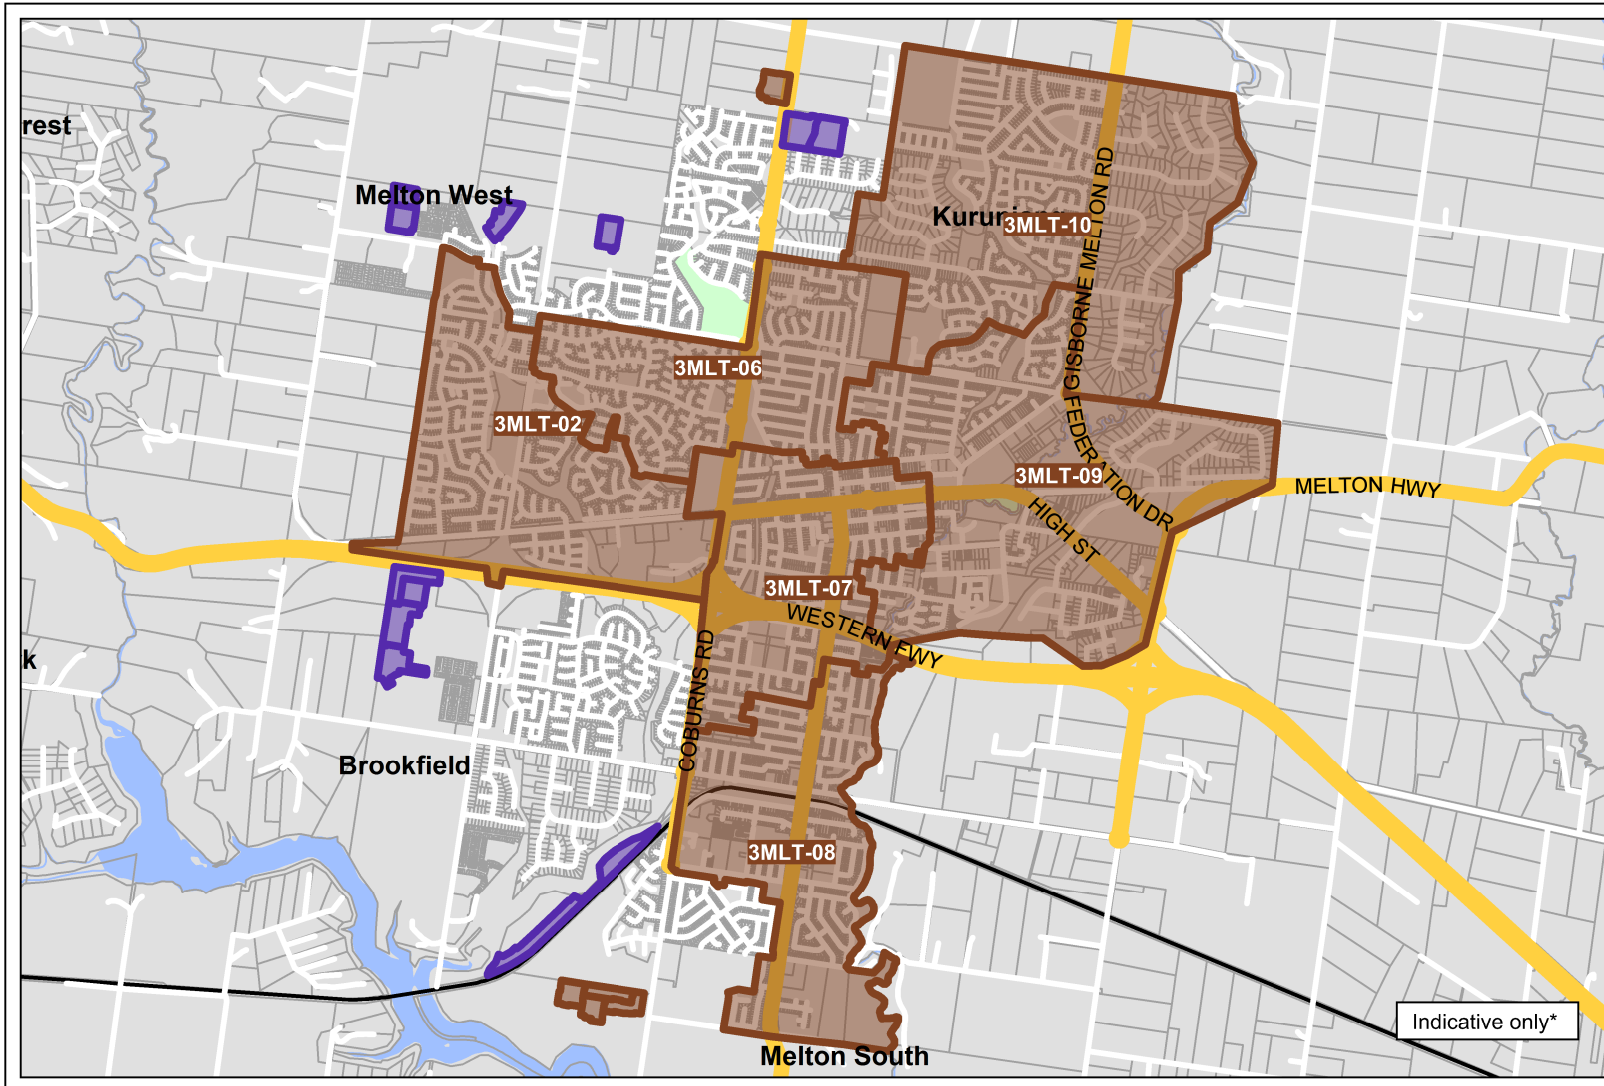 rest
Melton West
3MLT-10
GISBORNE MELTON RD
3MLT-06
3MLT-02
3MLT-09
FEDERATION DR
MELTON HWY
HIGH ST
3MLT-07
WESTERN FWY
k
COBURNS RD
Brookfield
3MLT-08
Indicative only*
Melton South